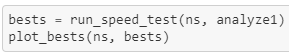 bests = run_speed_test(ns, analyze1)
plot_bests(ns, bests)